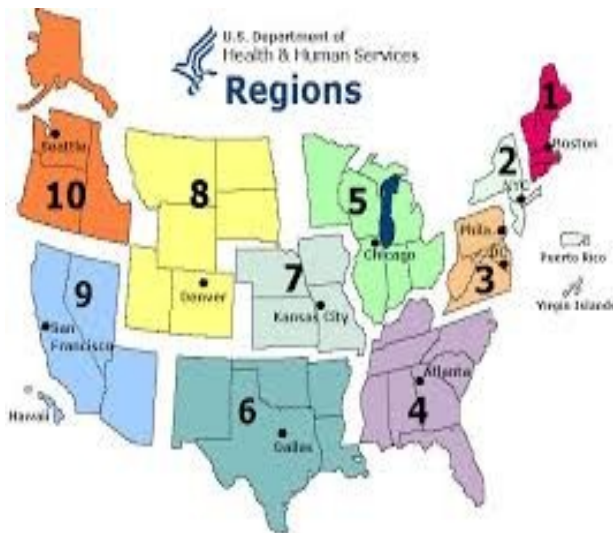 U.S. Department of
Health & Human Services
Regions
1
Boston
2
NYC
Seattle
10
8
5
Chicago
Phila.
DC
3
Puerto Rico
Virgin Islands
9
San
Francisco
Denver
7
Kansas City
Atlanta
4
Hawaii
6
Dallas